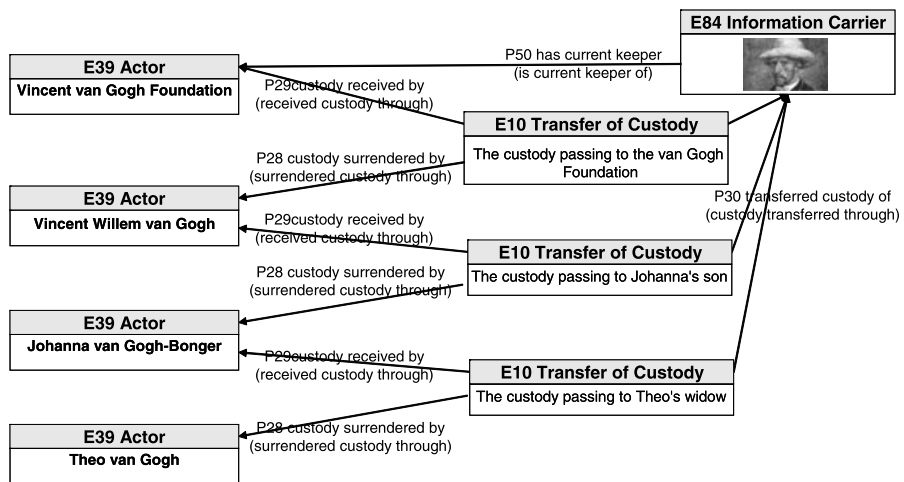 E84 Information Carrier
P50 has current keeper
(is current keeper of)
E39 Actor
Vincent van Gogh Foundation
P29custody received by
(received custody through)
E10 Transfer of Custody
The custody passing to the van Gogh
Foundation
P28 custody surrendered by
(surrendered custody through)
E39 Actor
Vincent Willem van Gogh
P30 transferred custody of
(custody transferred through)
P29custody received by
(received custody through)
E10 Transfer of Custody
The custody passing to Johanna's son
P28 custody surrendered by
(surrendered custody through)
E39 Actor
Johanna van Gogh-Bonger
P29custody received by
(received custody through)
E10 Transfer of Custody
The custody passing to Theo's widow
P28 custody surrendered by
(surrendered custody through)
E39 Actor
Theo van Gogh